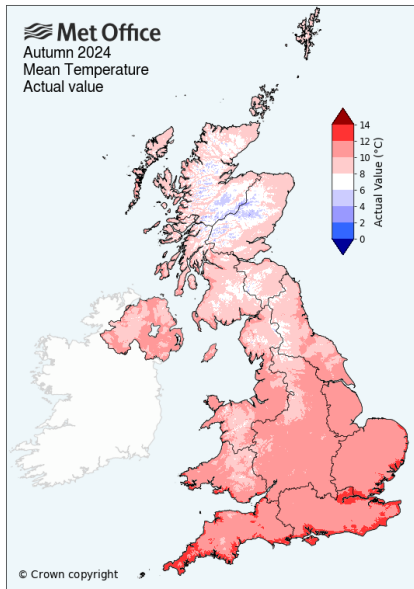 Met Office
Autumn 2024
Mean Temperature
Actual value
14
12
10
8
6
4
2
0
Actual Value (°C)
© Crown copyright